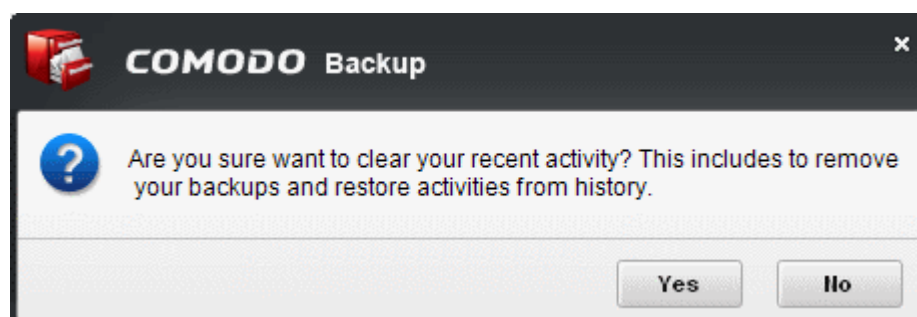 COMODO Backup
Are you sure want to clear your recent activity? This includes to remove
your backups and restore activities from history.
Yes No